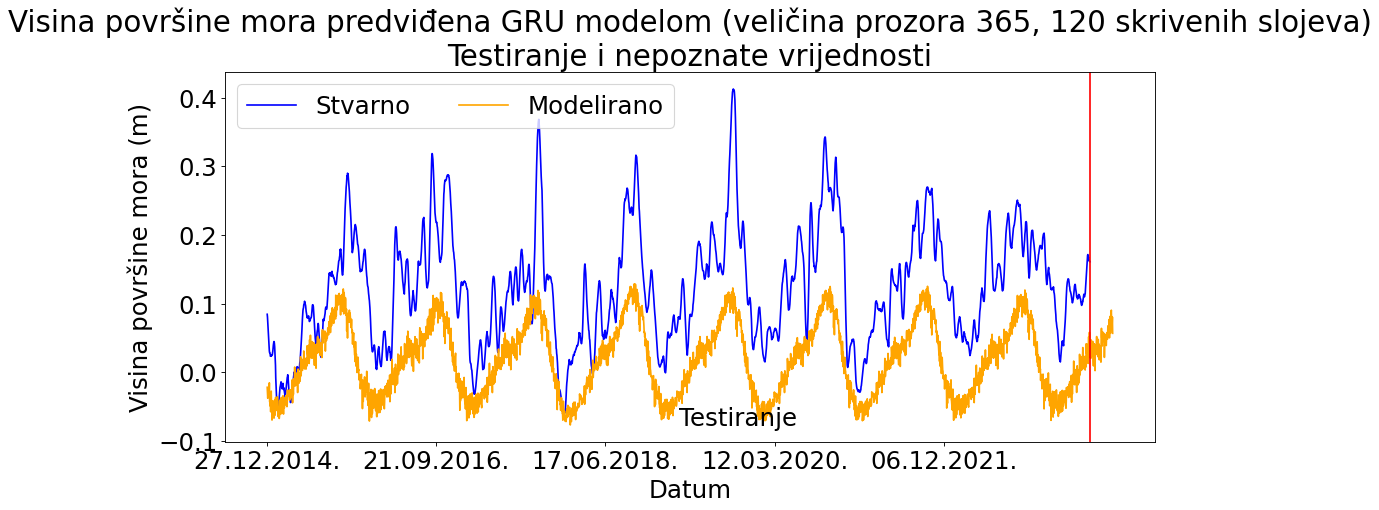 Visina površine mora predviđena GRU modelom (veličina prozora 365, 120 skrivenih slojeva)
Testiranje i nepoznate vrijednosti
Stvarno
Modelirano
Visina površine mora (m)
0.4
0.3
0.2
0.1
0.0
−0.1
Testiranje
27.12.2014.
21.09.2016.
17.06.2018.
12.03.2020.
06.12.2021.
Datum